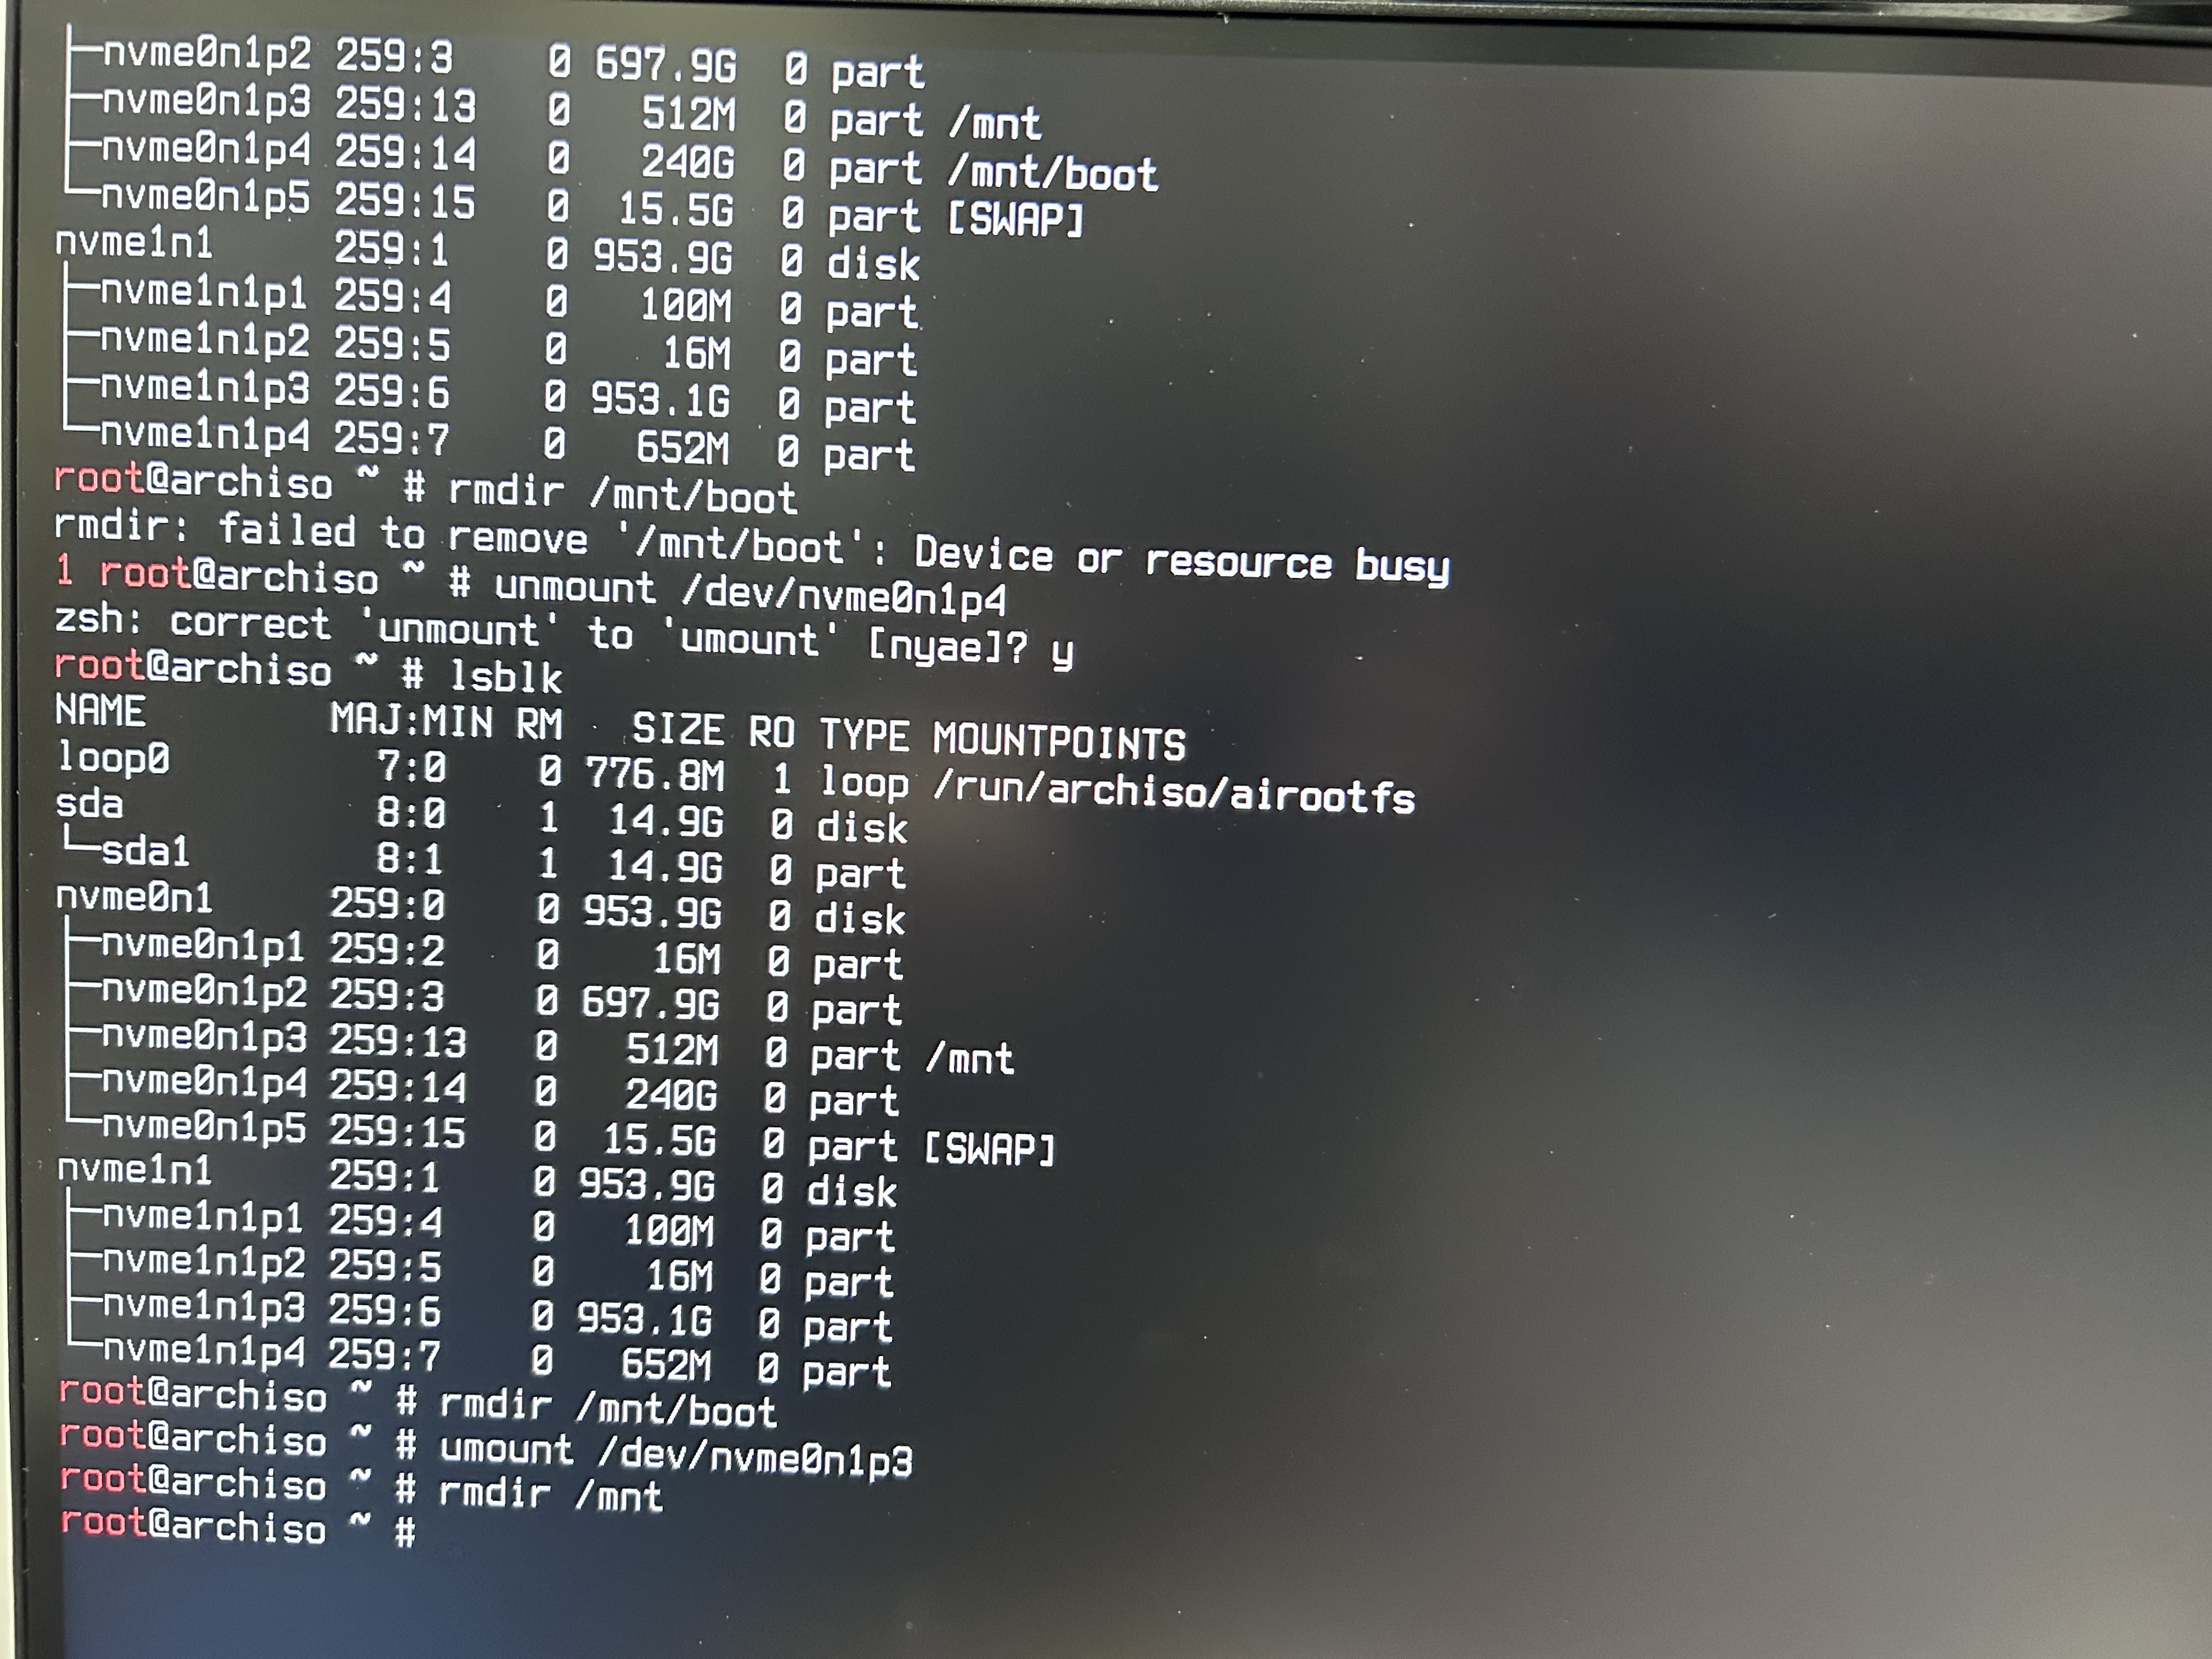 ├─nvme0n1p2 259:3    0 697.9G  0 part
├─nvme0n1p3 259:13   0   512M  0 part /mnt
├─nvme0n1p4 259:14   0   240G  0 part /mnt/boot
└─nvme0n1p5 259:15   0  15.5G  0 part [SWAP]
nvme1n1     259:1    0 953.9G  0 disk
├─nvme1n1p1 259:4    0   100M  0 part
├─nvme1n1p2 259:5    0    16M  0 part
├─nvme1n1p3 259:6    0 953.1G  0 part
└─nvme1n1p4 259:7    0   652M  0 part
root@archiso ~ # rmdir /mnt/boot
rmdir: failed to remove '/mnt/boot': Device or resource busy
1 root@archiso ~ # unmount /dev/nvme0n1p4
zsh: correct 'unmount' to 'umount' [nyae]? y
root@archiso ~ # lsblk
NAME        MAJ:MIN RM   SIZE RO TYPE MOUNTPOINTS
loop0         7:0    0 776.8M  1 loop /run/archiso/airootfs
sda           8:0    1  14.9G  0 disk
└─sda1        8:1    1  14.9G  0 part
nvme0n1     259:0    0 953.9G  0 disk
├─nvme0n1p1 259:2    0    16M  0 part
├─nvme0n1p2 259:3    0 697.9G  0 part
├─nvme0n1p3 259:13   0   512M  0 part /mnt
├─nvme0n1p4 259:14   0   240G  0 part
└─nvme0n1p5 259:15   0  15.5G  0 part [SWAP]
nvme1n1     259:1    0 953.9G  0 disk
├─nvme1n1p1 259:4    0   100M  0 part
├─nvme1n1p2 259:5    0    16M  0 part
├─nvme1n1p3 259:6    0 953.1G  0 part
└─nvme1n1p4 259:7    0   652M  0 part
root@archiso ~ # rmdir /mnt/boot
root@archiso ~ # umount /dev/nvme0n1p3
root@archiso ~ # rmdir /mnt
root@archiso ~ #